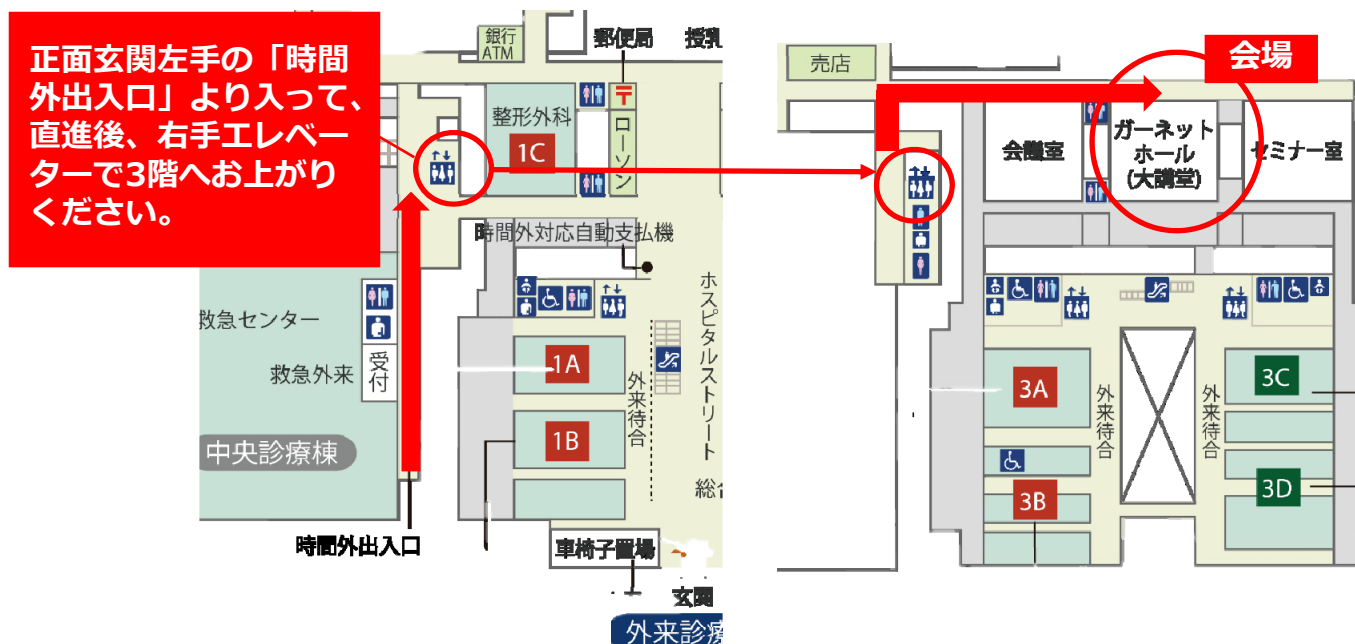 正面玄関左手の「時間
外出入口」より入って、
直進後、右手エレベー
ターで3階へお上がり
ください。
銀行
ATM
郵便局
授乳
整形外科
1C
〒
ローソン
時間外対応自動支払機
救急センター
救急外来
受付
中央診療棟
時間外出入口
1A
1B
外来待合
ホスピタルストリート
総合
車椅子置場
玄関
外来診療
会場
売店
会議室
ガーネット
ホール
(大講堂)
セミナー室
3A
3B
外来待合
外来待合
3C
3D